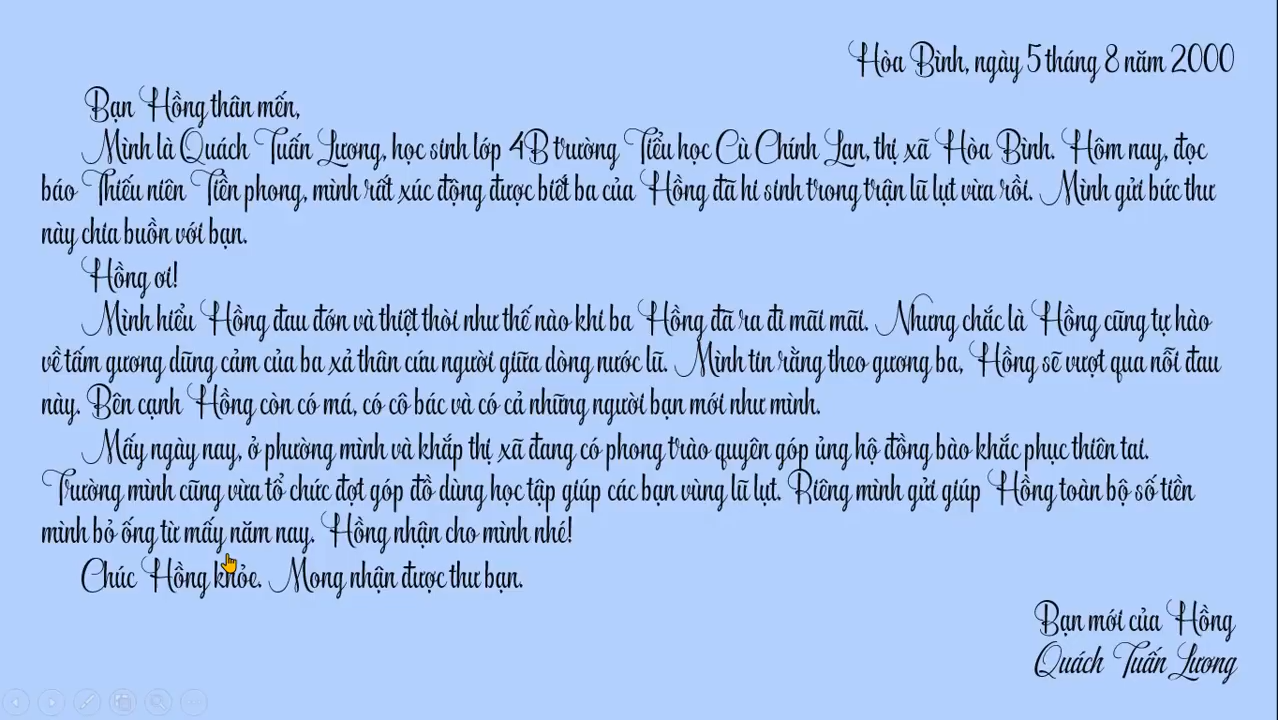 Hòa Bình, ngày 5 tháng 8 năm 2000
Bạn Hồng thân mến,
Mình là Quách Tuấn Lương, học sinh lớp 4B trường Tiểu học Cù Chính Lan, thị xã Hòa Bình. Hôm nay, đọc
báo Thiếu niên Tiền phong, mình rất xúc động được biết ba của Hồng đã hi sinh trong trận lũ lụt vừa rồi. Mình gửi bức thư
này chia buồn với bạn.
Hồng ơi!
Mình hiểu Hồng đau đớn và thiệt thòi như thế nào khi ba Hồng đã ra đi mãi mãi. Nhưng chắc là Hồng cũng tự hào
về tấm gương dũng cảm của ba xả thân cứu người giữa dòng nước lũ. Mình tin rằng theo gương ba, Hồng sẽ vượt qua nỗi đau
này. Bên cạnh Hồng còn có má, có cô bác và có cả những người bạn mới như mình.
Mấy ngày nay, ở phường mình và khắp thị xã đang có phong trào quyên góp ủng hộ đồng bào khắc phục thiên tai.
Trường mình cũng vừa tổ chức đợt góp đồ dùng học tập giúp các bạn vùng lũ lụt. Riêng mình gửi giúp Hồng toàn bộ số tiền
mình bỏ ống từ mấy năm nay. Hồng nhận cho mình nhé!
Chúc Hồng khỏe. Mong nhận được thư bạn.
Bạn mới của Hồng
Quách Tuấn Lương